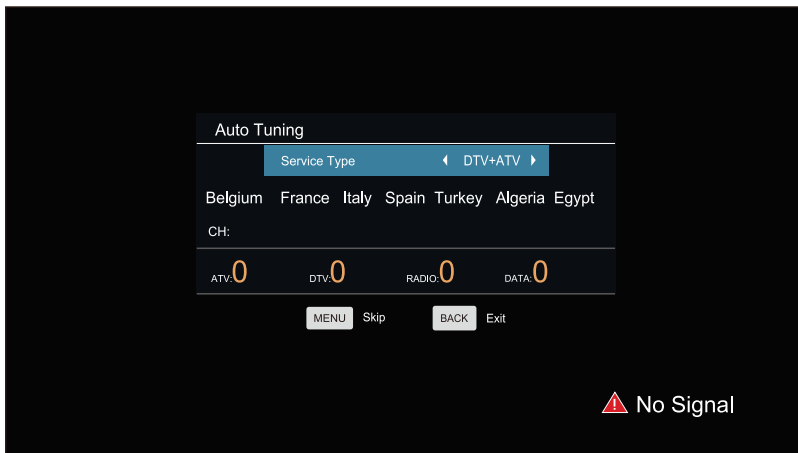 Auto Tuning
Service Type DTV+ATV
Belgium France Italy Spain Turkey Algeria Egypt
CH:
ATV:0 DTV:0 RADIO:0 DATA:0
MENU Skip BACK Exit
No Signal